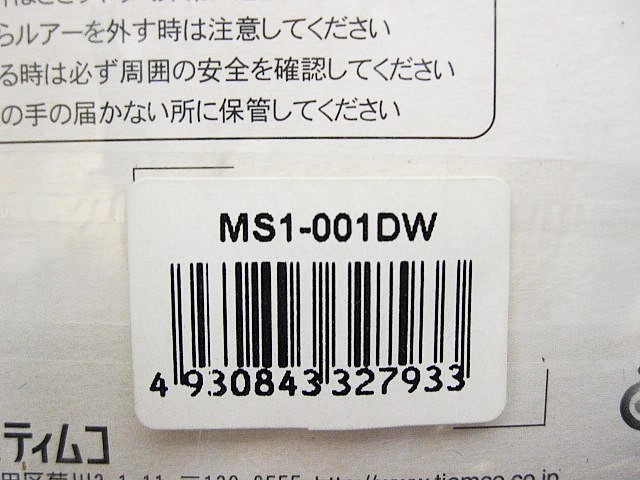 らルアーを外す時は注意してください
る時は必ず周囲の安全を確認してください
の手の届かない所に保管してください
MS1-001DW
4 930843 327933
ティムコ